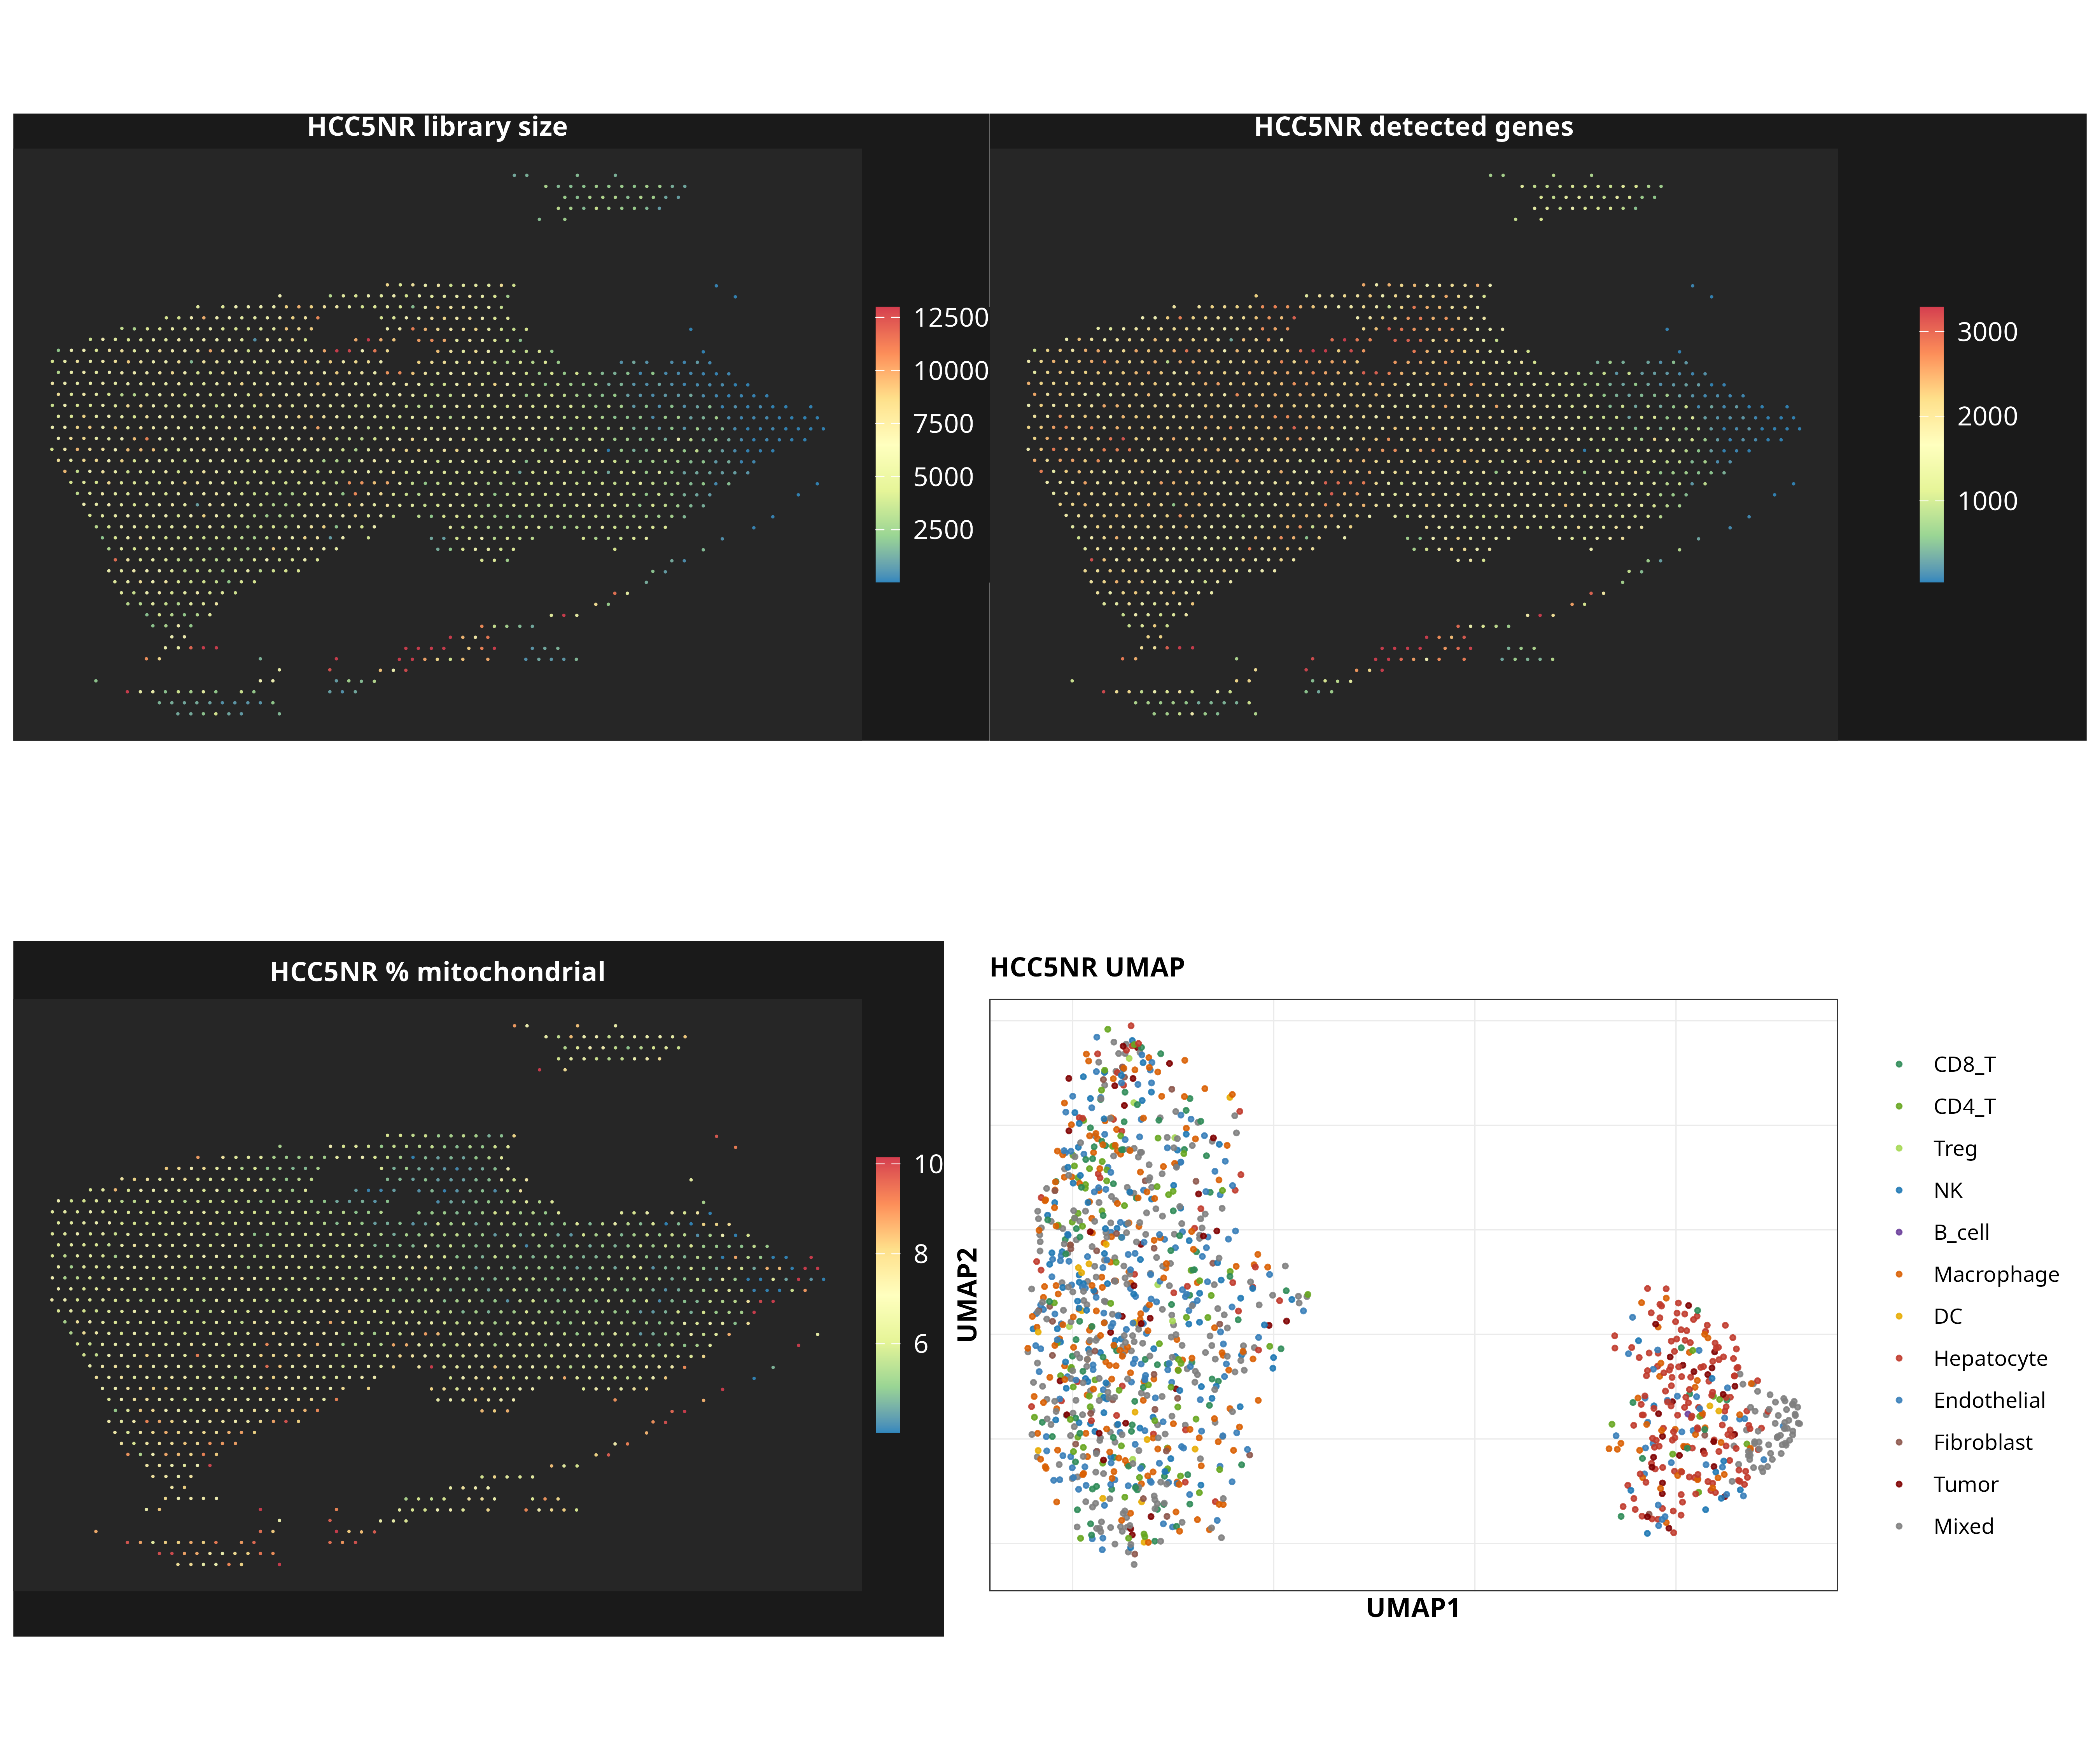 HCC5NR library size
12500
10000
7500
5000
2500
HCC5NR detected genes
3000
2000
1000
HCC5NR % mitochondrial
10
8
6
HCC5NR UMAP
UMAP2
UMAP1
CD8_T
CD4_T
Treg
NK
B_cell
Macrophage
DC
Hepatocyte
Endothelial
Fibroblast
Tumor
Mixed